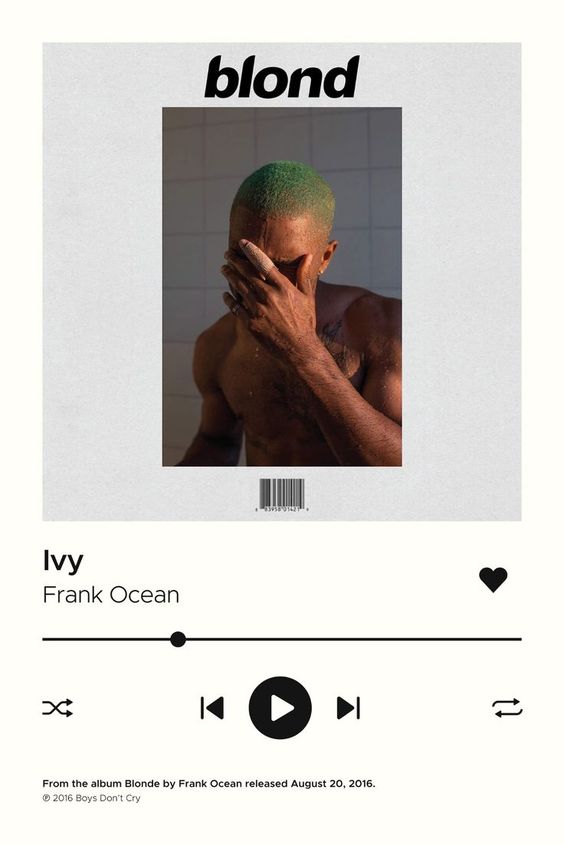 blond
8 83958 01421 9
Ivy
Frank Ocean
From the album Blonde by Frank Ocean released August 20, 2016.
℗ 2016 Boys Don't Cry